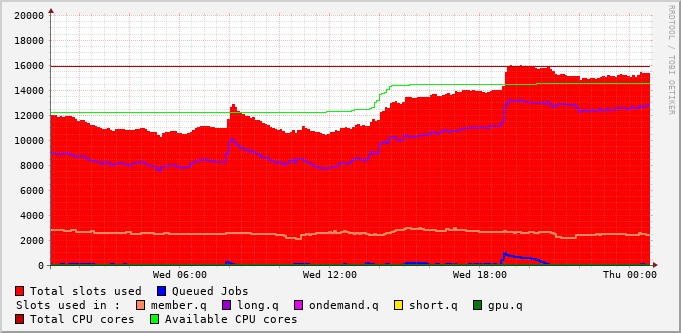 20000
18000
16000
14000
12000
10000
8000
6000
4000
2000
0
Wed 06:00 Wed 12:00 Wed 18:00 Thu 00:00
RRDTOOL / TOBI OETIKER
Total slots used Queued Jobs
Slots used in : member.q long.q ondemand.q short.q gpu.q
Total CPU cores Available CPU cores